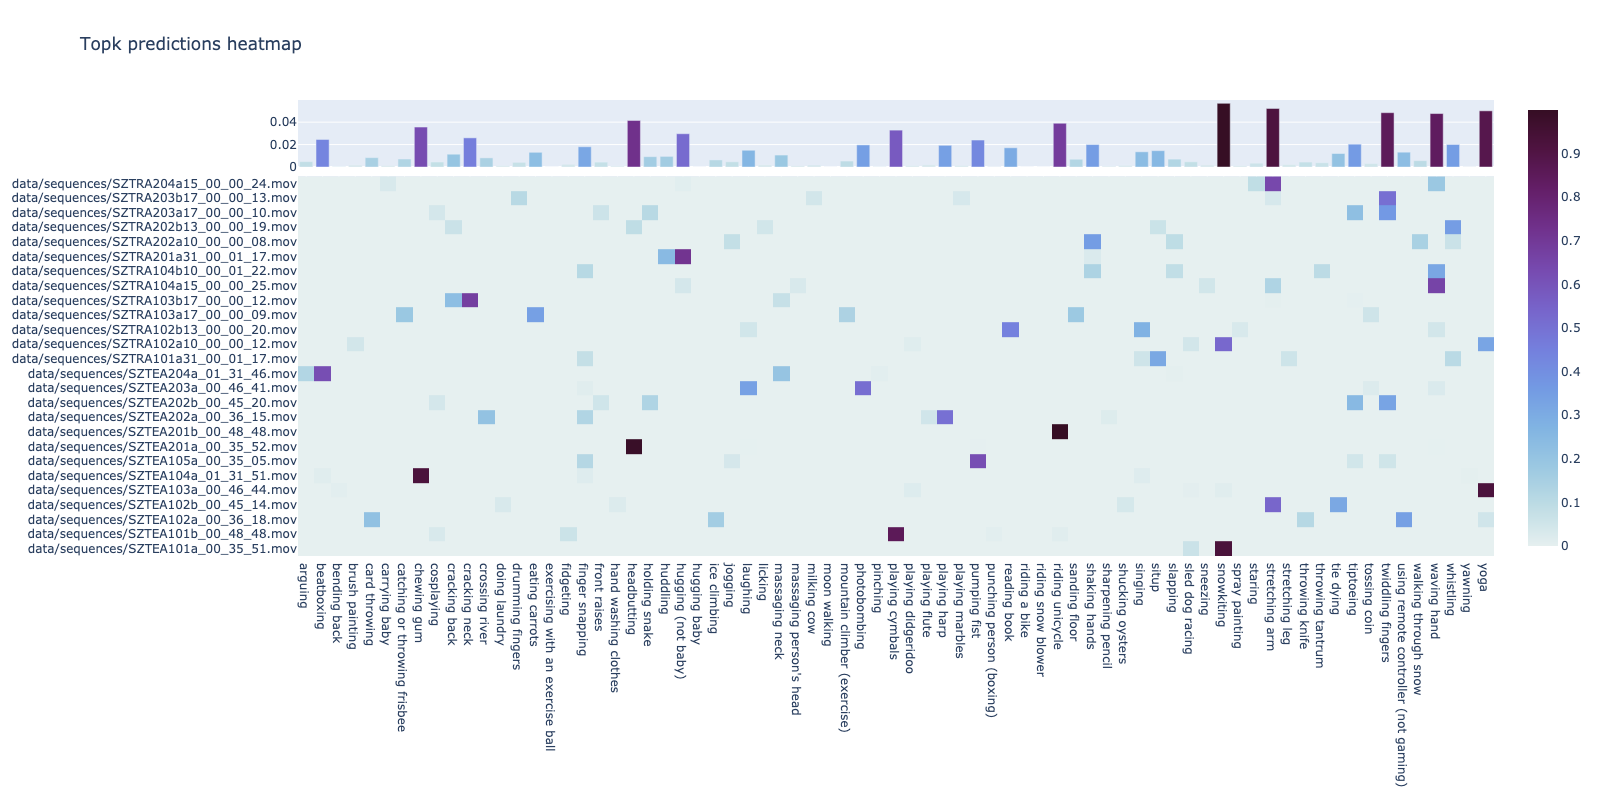 Topk predictions heatmap
0.04
0.02
0
data/sequences/SZTRA204a15_00_00_24.mov
data/sequences/SZTRA203b17_00_00_13.mov
data/sequences/SZTRA203a17_00_00_10.mov
data/sequences/SZTRA202b13_00_00_19.mov
data/sequences/SZTRA202a10_00_00_08.mov
data/sequences/SZTRA201a31_00_01_17.mov
data/sequences/SZTRA104b10_00_01_22.mov
data/sequences/SZTRA104a15_00_00_25.mov
data/sequences/SZTRA103b17_00_00_12.mov
data/sequences/SZTRA103a17_00_00_09.mov
data/sequences/SZTRA102b13_00_00_20.mov
data/sequences/SZTRA102a10_00_00_12.mov
data/sequences/SZTRA101a31_00_01_17.mov
data/sequences/SZTEA204a_01_31_46.mov
data/sequences/SZTEA203a_00_46_41.mov
data/sequences/SZTEA202b_00_45_20.mov
data/sequences/SZTEA202a_00_36_15.mov
data/sequences/SZTEA201b_00_48_48.mov
data/sequences/SZTEA201a_00_35_52.mov
data/sequences/SZTEA105a_00_35_05.mov
data/sequences/SZTEA104a_01_31_51.mov
data/sequences/SZTEA103a_00_46_44.mov
data/sequences/SZTEA102b_00_45_14.mov
data/sequences/SZTEA102a_00_36_18.mov
data/sequences/SZTEA101b_00_48_48.mov
data/sequences/SZTEA101a_00_35_51.mov
arguing
beatboxing
bending back
brush painting
card throwing
carrying baby
catching or throwing frisbee
chewing gum
cosplaying
cracking back
cracking neck
crossing river
doing laundry
drumming fingers
eating carrots
exercising with an exercise ball
fidgeting
finger snapping
front raises
hand washing clothes
headbutting
holding snake
huddling
hugging (not baby)
hugging baby
ice climbing
jogging
laughing
licking
massaging neck
massaging person's head
milking cow
moon walking
mountain climber (exercise)
photobombing
pinching
playing cymbals
playing didgeridoo
playing flute
playing harp
playing marbles
pumping fist
punching person (boxing)
reading book
riding a bike
riding snow blower
riding unicycle
sanding floor
shaking hands
sharpening pencil
shucking oysters
singing
situp
slapping
sled dog racing
sneezing
snowkiting
spray painting
staring
stretching arm
stretching leg
throwing knife
throwing tantrum
tie dying
tiptoeing
tossing coin
twiddling fingers
using remote controller (not gaming)
walking through snow
waving hand
whistling
yawning
yoga
0.9
0.8
0.7
0.6
0.5
0.4
0.3
0.2
0.1
0